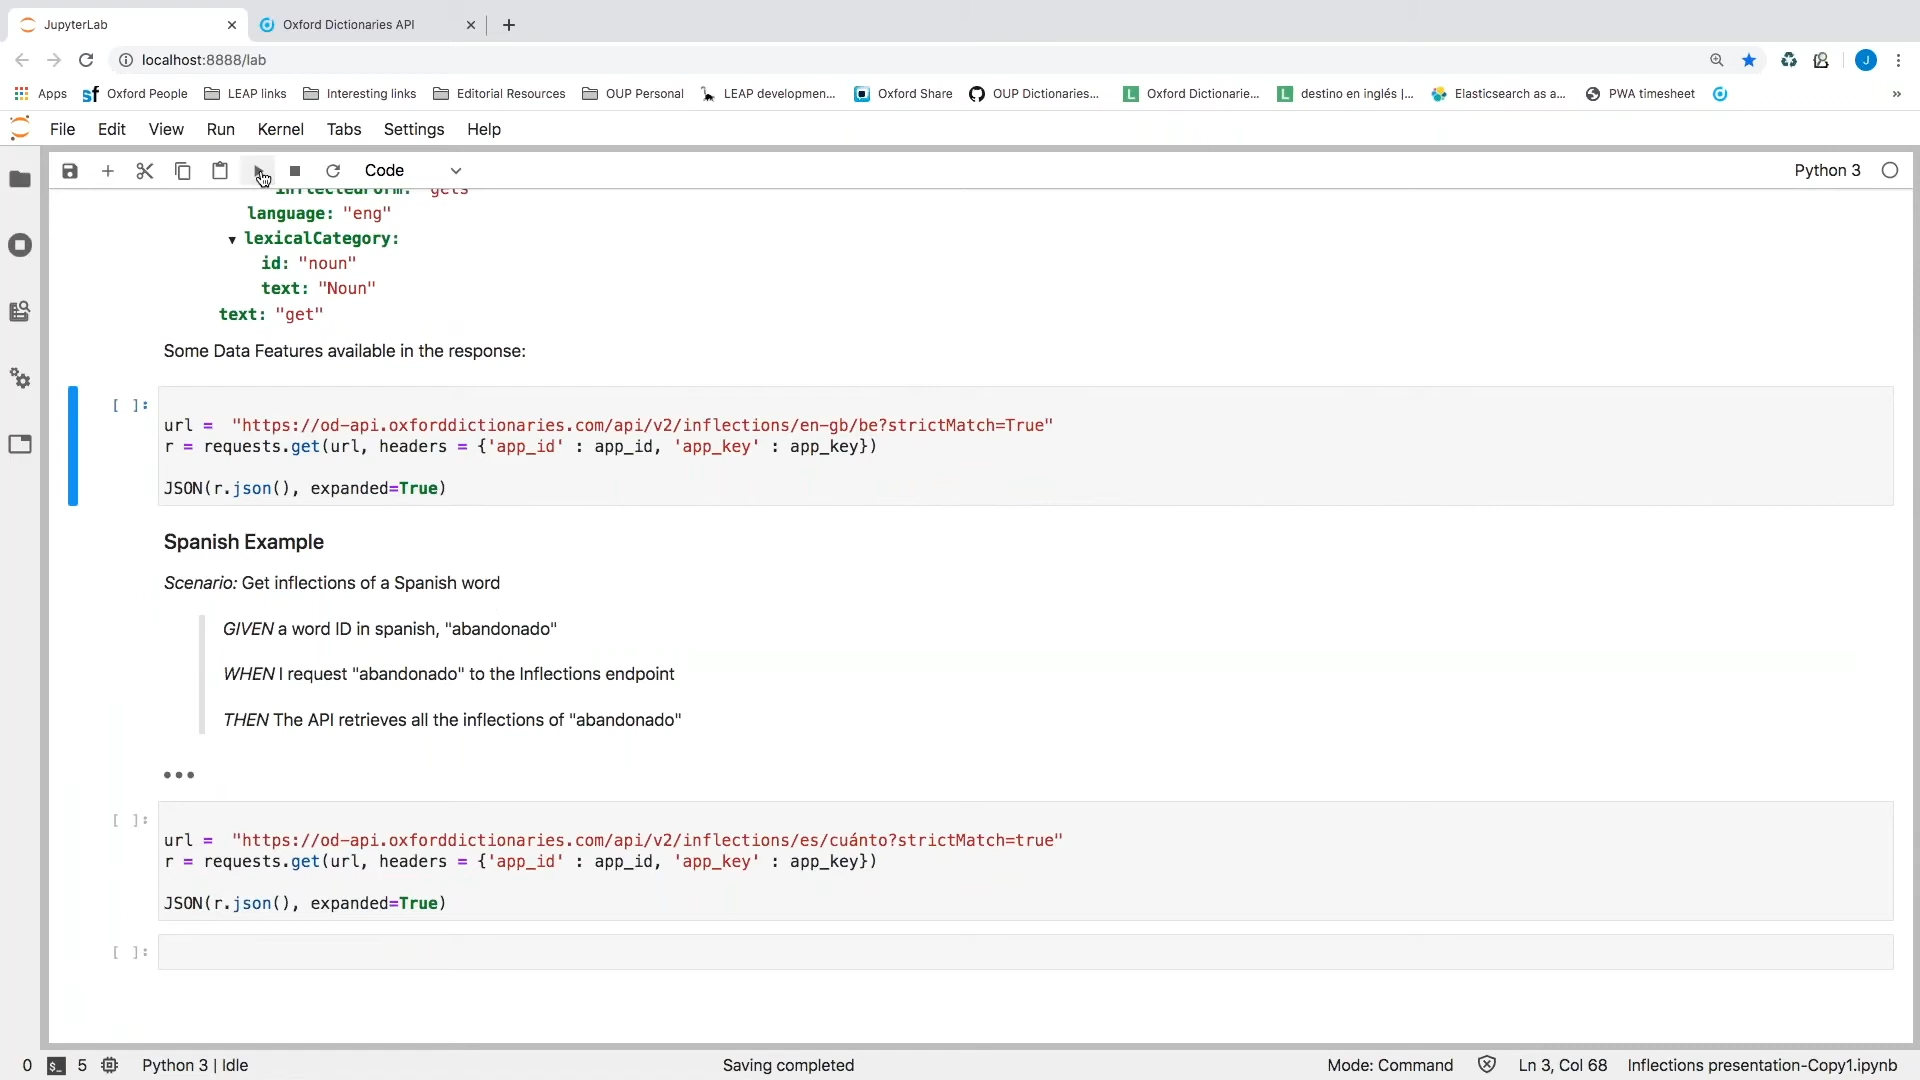 JupyterLab
Oxford Dictionaries API
localhost:8888/lab
J
Apps
Oxford People
LEAP links
Interesting links
Editorial Resources
OUP Personal
LEAP developmen...
Oxford Share
OUP Dictionaries...
Oxford Dictionarie...
destino en inglés |...
Elasticsearch as a...
PWA timesheet
»
File Edit View Run Kernel Tabs Settings Help
Code
Python 3
inflectedForm: "gets"
language: "eng"
lexicalCategory:
id: "noun"
text: "Noun"
text: "get"
Some Data Features available in the response:
[ ]:
url =  "https://od-api.oxforddictionaries.com/api/v2/inflections/en-gb/be?strictMatch=True"
r = requests.get(url, headers = {'app_id' : app_id, 'app_key' : app_key})
JSON(r.json(), expanded=True)
Spanish Example
Scenario: Get inflections of a Spanish word
GIVEN a word ID in spanish, "abandonado"
WHEN I request "abandonado" to the Inflections endpoint
THEN The API retrieves all the inflections of "abandonado"
[ ]:
url =  "https://od-api.oxforddictionaries.com/api/v2/inflections/es/cuánto?strictMatch=true"
r = requests.get(url, headers = {'app_id' : app_id, 'app_key' : app_key})
JSON(r.json(), expanded=True)
[ ]:
0
$_
5
Python 3 | Idle
Saving completed
Mode: Command
Ln 3, Col 68
Inflections presentation-Copy1.ipynb